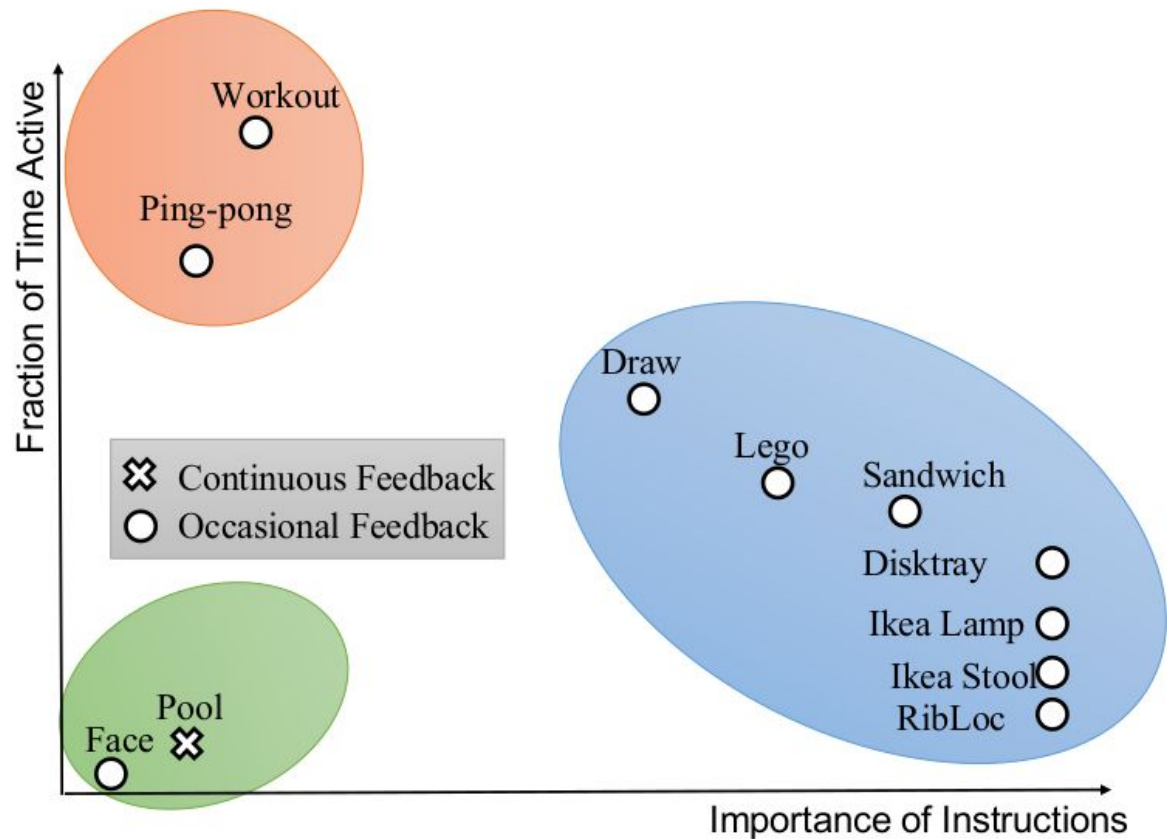 Fraction of Time Active
Workout
Ping-pong
Draw
Lego
Sandwich
Continuous Feedback
Occasional Feedback
Disktray
Ikea Lamp
Ikea Stool
RibLoc
Pool
Face
Importance of Instructions